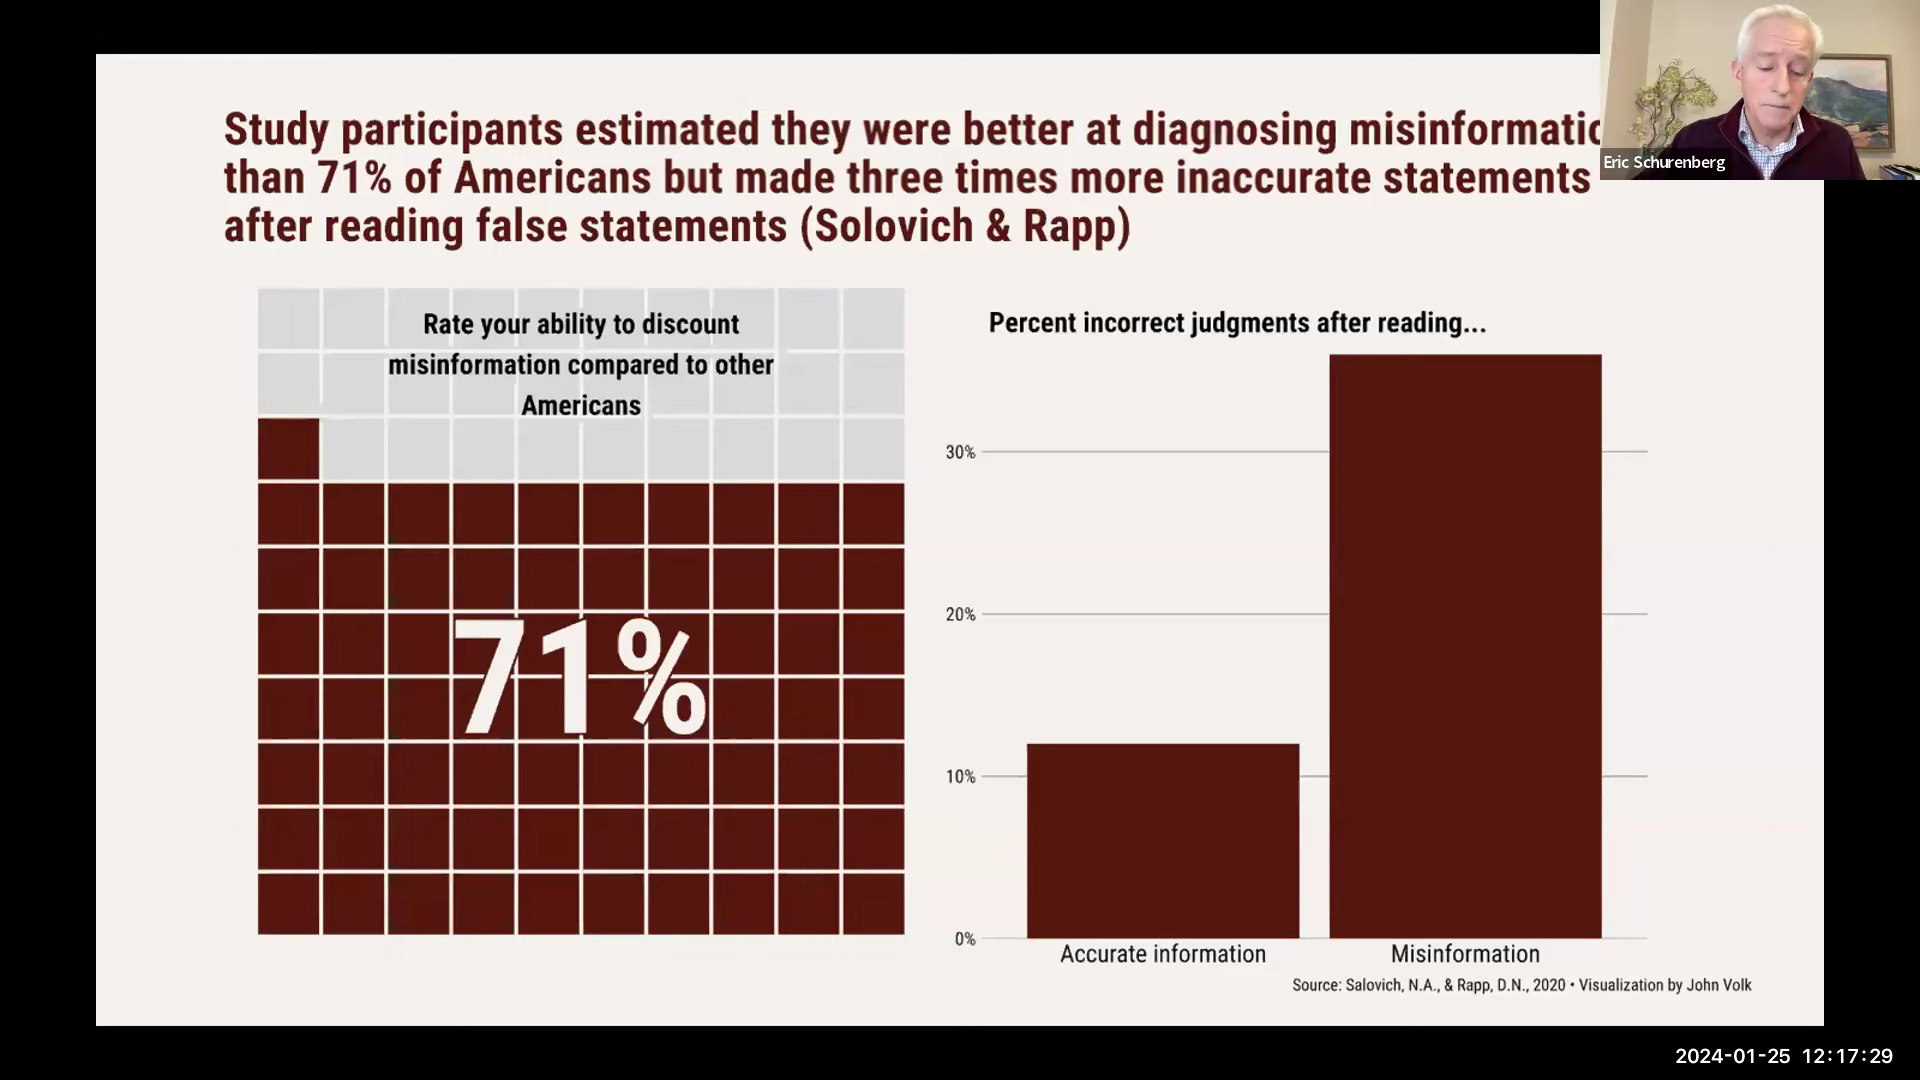 Study participants estimated they were better at diagnosing misinformatio
than 71% of Americans but made three times more inaccurate statements
after reading false statements (Solovich & Rapp)
Eric Schurenberg
Rate your ability to discount
misinformation compared to other
Americans
71%
Percent incorrect judgments after reading...
30%
20%
10%
0%
Accurate information
Misinformation
Source: Salovich, N.A., & Rapp, D.N., 2020 • Visualization by John Volk
2024-01-25 12:17:29